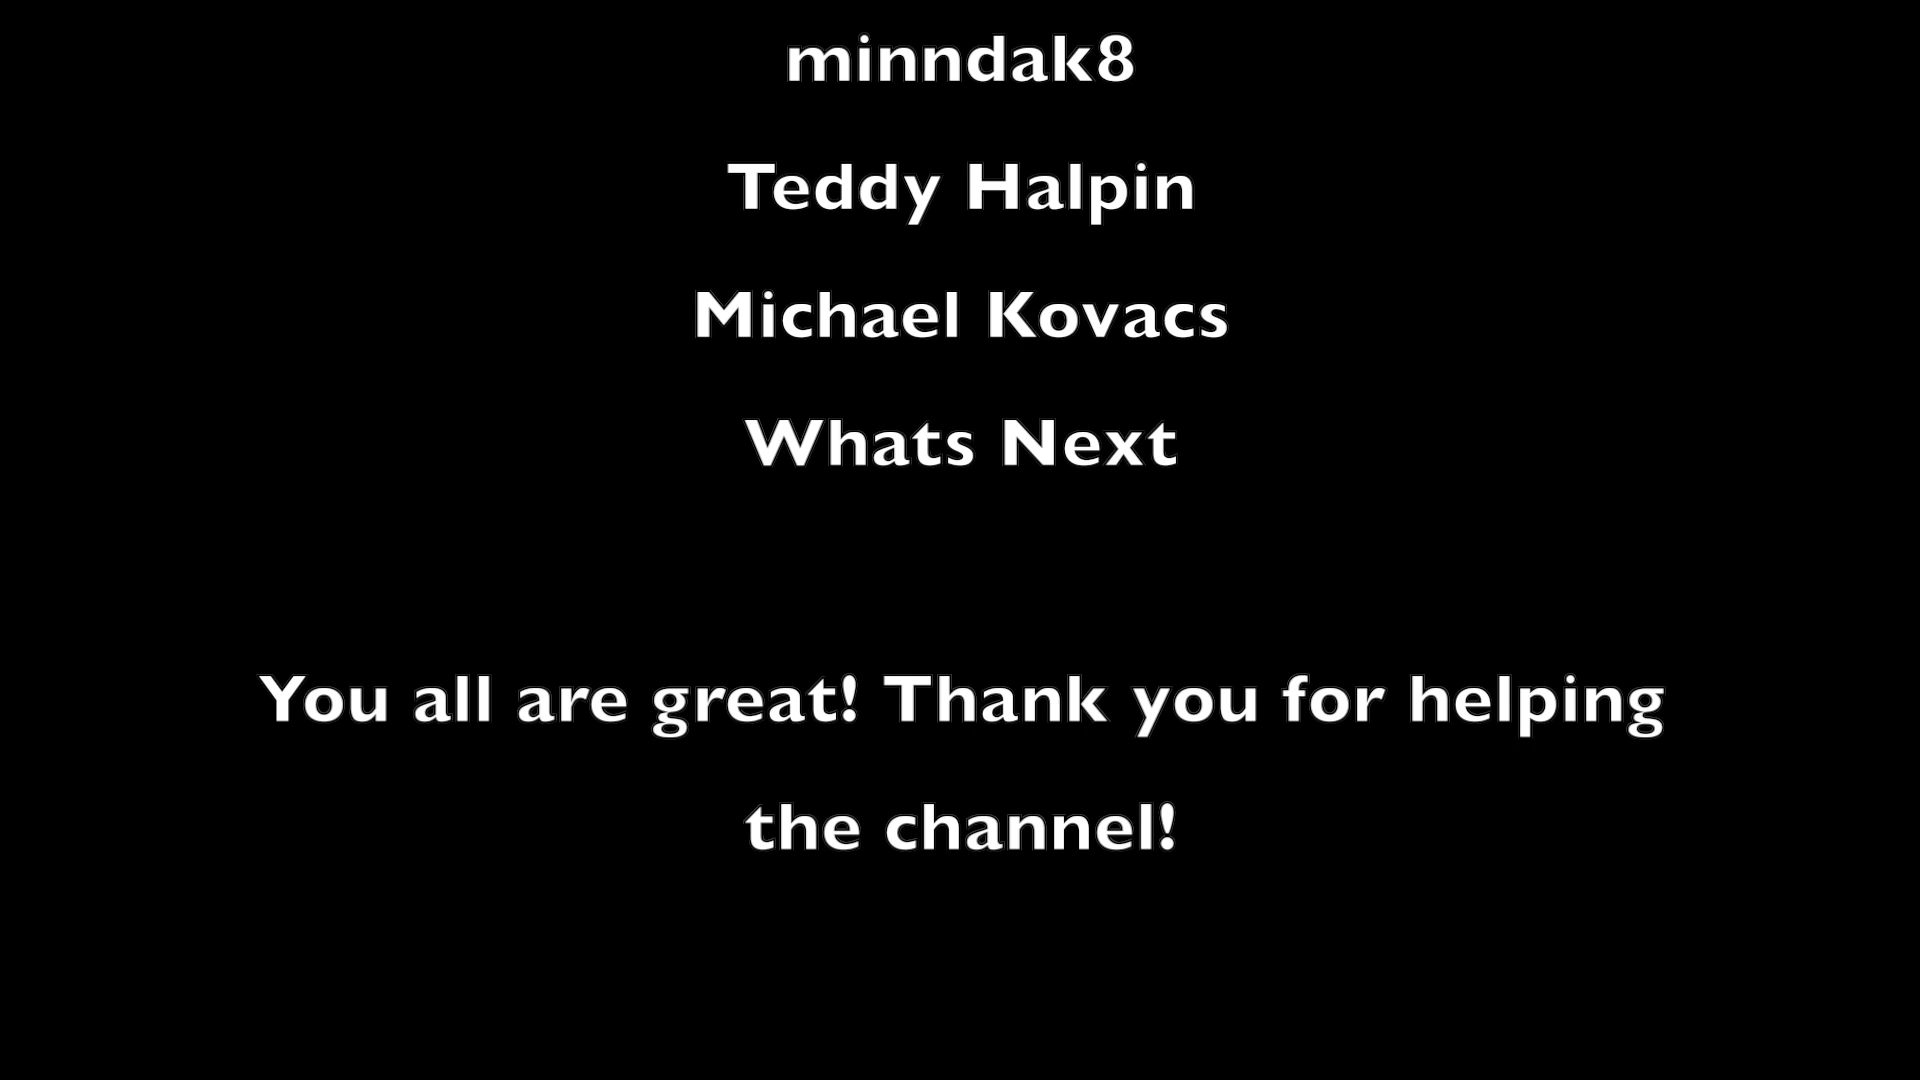 minndak8
Teddy Halpin
Michael Kovacs
Whats Next
You all are great! Thank you for helping
the channel!